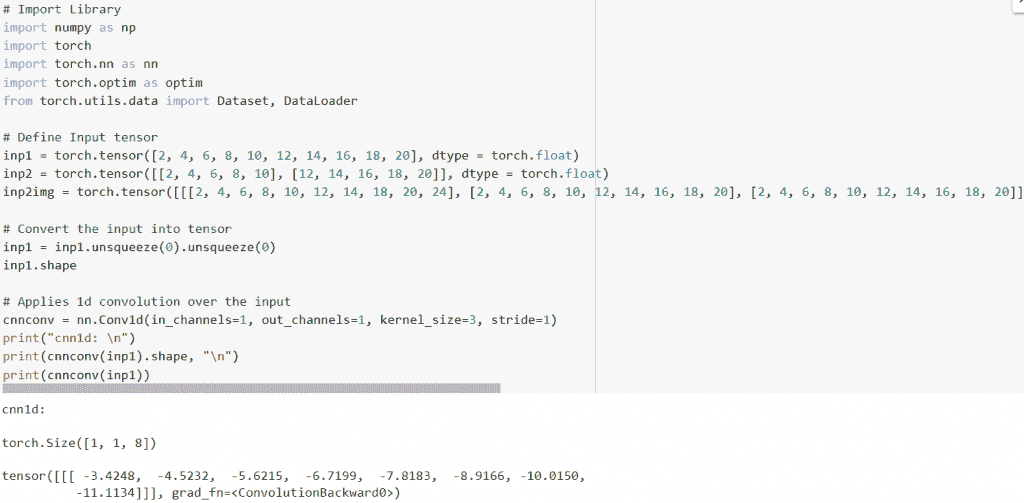 # Import Library
import numpy as np
import torch
import torch.nn as nn
import torch.optim as optim
from torch.utils.data import Dataset, DataLoader
# Define Input tensor
inp1 = torch.tensor([2, 4, 6, 8, 10, 12, 14, 16, 18, 20], dtype = torch.float)
inp2 = torch.tensor([[2, 4, 6, 8, 10], [12, 14, 16, 18, 20]], dtype = torch.float)
inp2img = torch.tensor([[[2, 4, 6, 8, 10, 12, 14, 18, 20, 24], [2, 4, 6, 8, 10, 12, 14, 16, 18, 20], [2, 4, 6, 8, 10, 12, 14, 16, 18, 20]]
# Convert the input into tensor
inp1 = inp1.unsqueeze(0).unsqueeze(0)
inp1.shape
# Applies 1d convolution over the input
cnnconv = nn.Conv1d(in_channels=1, out_channels=1, kernel_size=3, stride=1)
print("cnn1d: \n")
print(cnnconv(inp1).shape, "\n")
print(cnnconv(inp1))
cnn1d:
torch.Size([1, 1, 8])
tensor([[[ -3.4248, -4.5232, -5.6215, -6.7199, -7.8183, -8.9166, -10.0150,
-11.1134]]], grad_fn=<ConvolutionBackward0>)